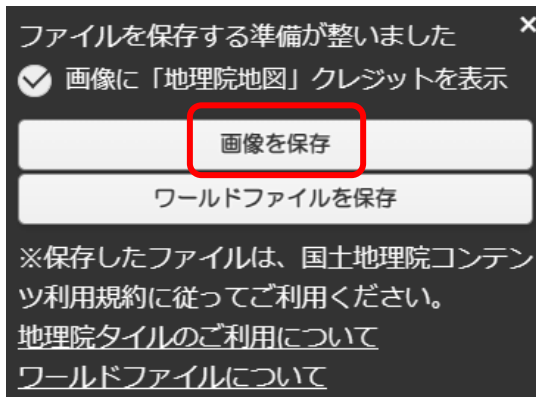 ファイルを保存する準備が整いました
画像に「地理院地図」クレジットを表示
画像を保存
ワールドファイルを保存
※保存したファイルは、国土地理院コンテン
ツ利用規約に従ってご利用ください。
地理院タイルのご利用について
ワールドファイルについて